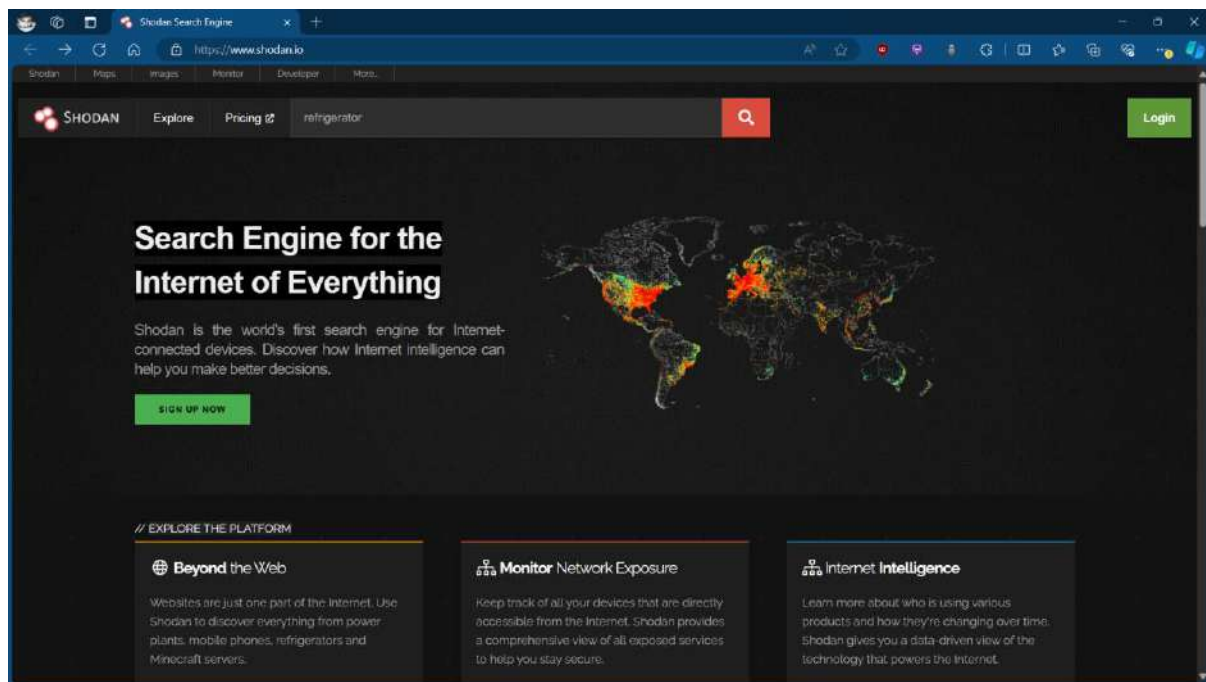 Shodan Search Engine
https://www.shodan.io
Shodan Maps Images Monitor Developer More...
SHODAN Explore Pricing refrigerator Login
Search Engine for the
Internet of Everything
Shodan is the world's first search engine for Internet-
connected devices. Discover how Internet intelligence can
help you make better decisions.
SIGN UP NOW
// EXPLORE THE PLATFORM
Beyond the Web
Websites are just one part of the Internet. Use
Shodan to discover everything from power
plants, mobile phones, refrigerators and
Minecraft servers.
Monitor Network Exposure
Keep track of all your devices that are directly
accessible from the Internet. Shodan provides
a comprehensive view of all exposed services
to help you stay secure.
Internet Intelligence
Learn more about who is using various
products and how they're changing over time.
Shodan gives you a data-driven view of the
technology that powers the Internet.